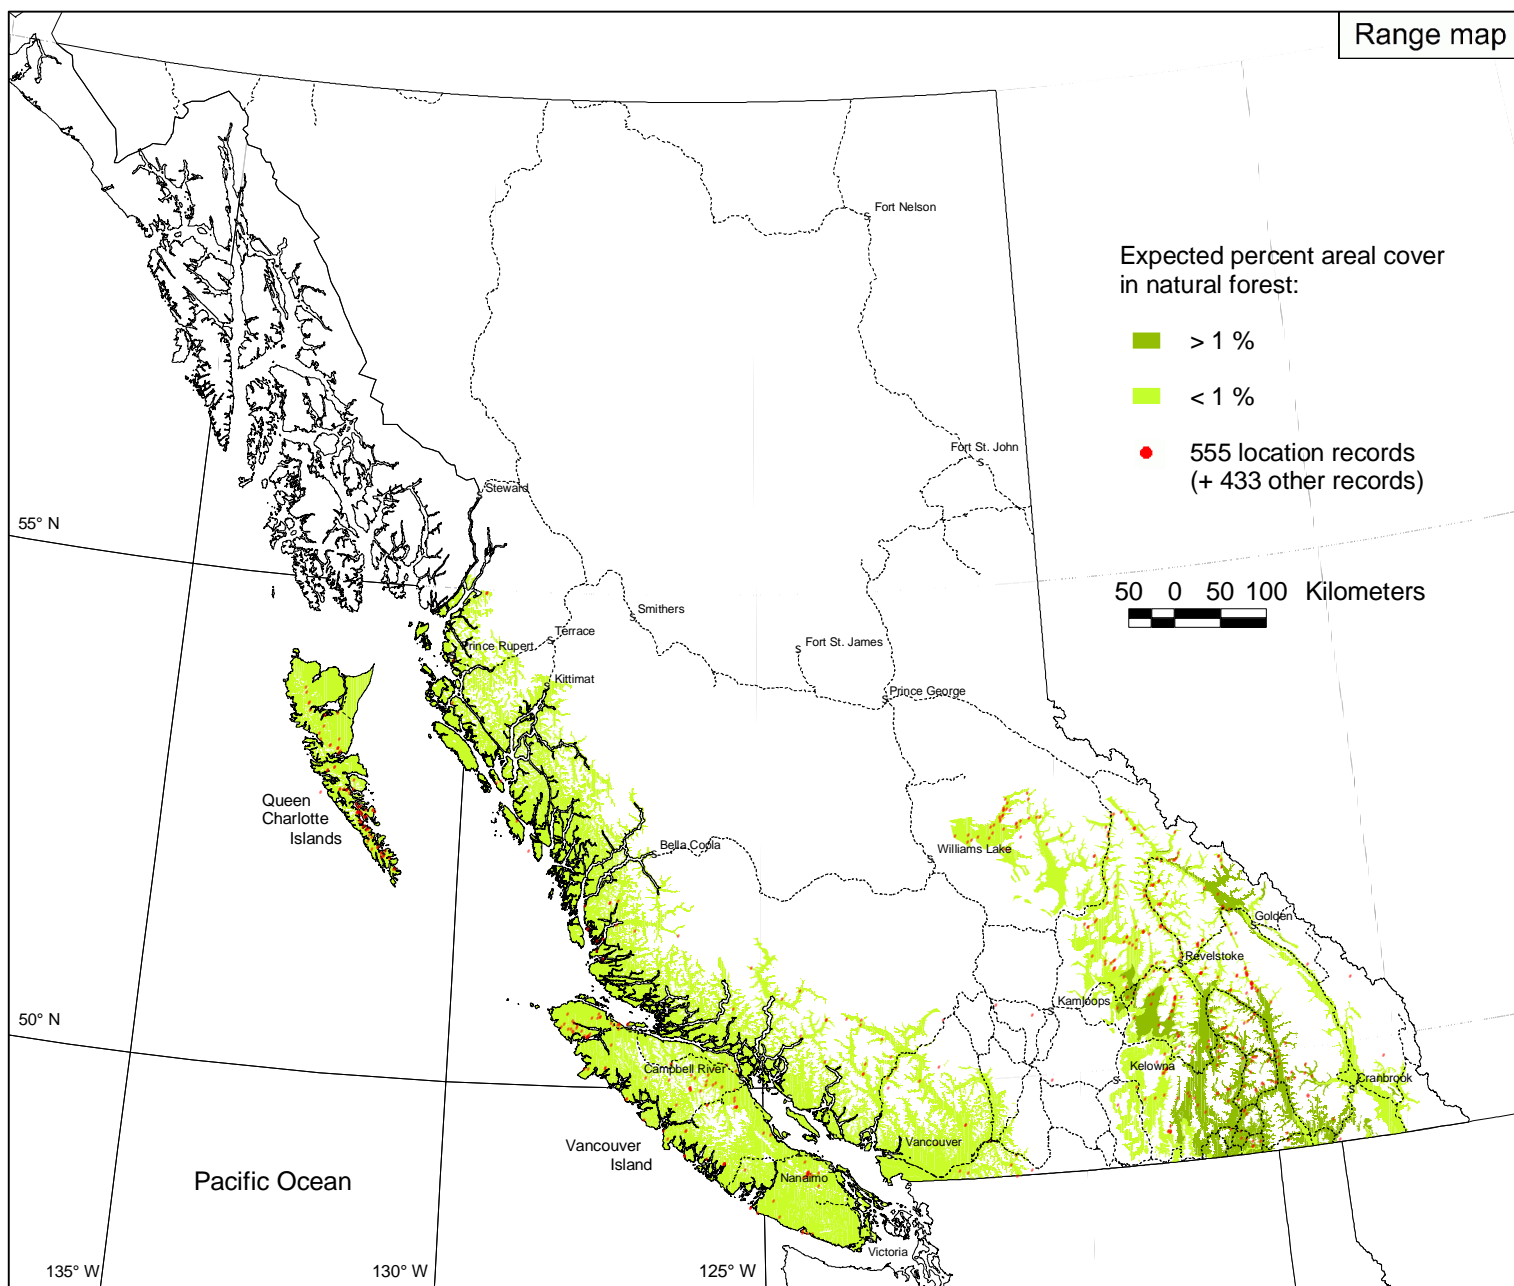 Range map
Fort Nelson
Expected percent areal cover
in natural forest:
> 1 %
< 1 %
555 location records
(+ 433 other records)
Fort St. John
Steward
55° N
50 0 50 100 Kilometers
Smithers
Terrace
Prince Rupert
Fort St. James
Kittimat
Prince George
Queen
Charlotte
Islands
Bella Coola
Williams Lake
Golden
Revelstoke
Kamloops
50° N
Campbell River
Kelowna
Cranbrook
Vancouver
Vancouver
Island
Nanaimo
Pacific Ocean
Victoria
135° W
130° W
125° W